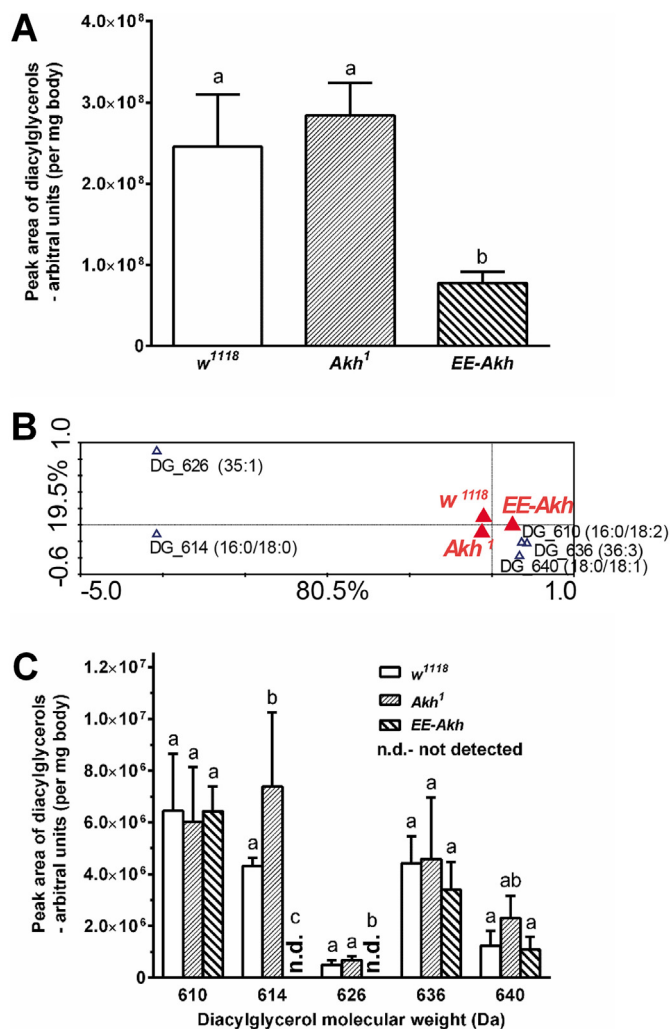 A
Peak area of diacylglycerols
- arbitral units (per mg body)
4.0×10⁸
3.0×10⁸
2.0×10⁸
1.0×10⁸
0
a
a
b
w¹¹¹⁸
Akh¹
EE-Akh
B
-0.6 19.5% 1.0
DG_626 (35:1)
DG_614 (16:0/18:0)
w ¹¹¹⁸
Akh ¹
EE-Akh
DG_610 (16:0/18:2)
DG_636 (36:3)
DG_640 (18:0/18:1)
-5.0 80.5% 1.0
C
Peak area of diacylglycerols
- arbitral units (per mg body)
1.2×10⁷
1.0×10⁷
8.0×10⁶
6.0×10⁶
4.0×10⁶
2.0×10⁶
0
w¹¹¹⁸
Akh¹
EE-Akh
n.d.- not detected
a a a
a b c
n.d.
a a b
n.d.
a a a
a ab a
610 614 626 636 640
Diacylglycerol molecular weight (Da)